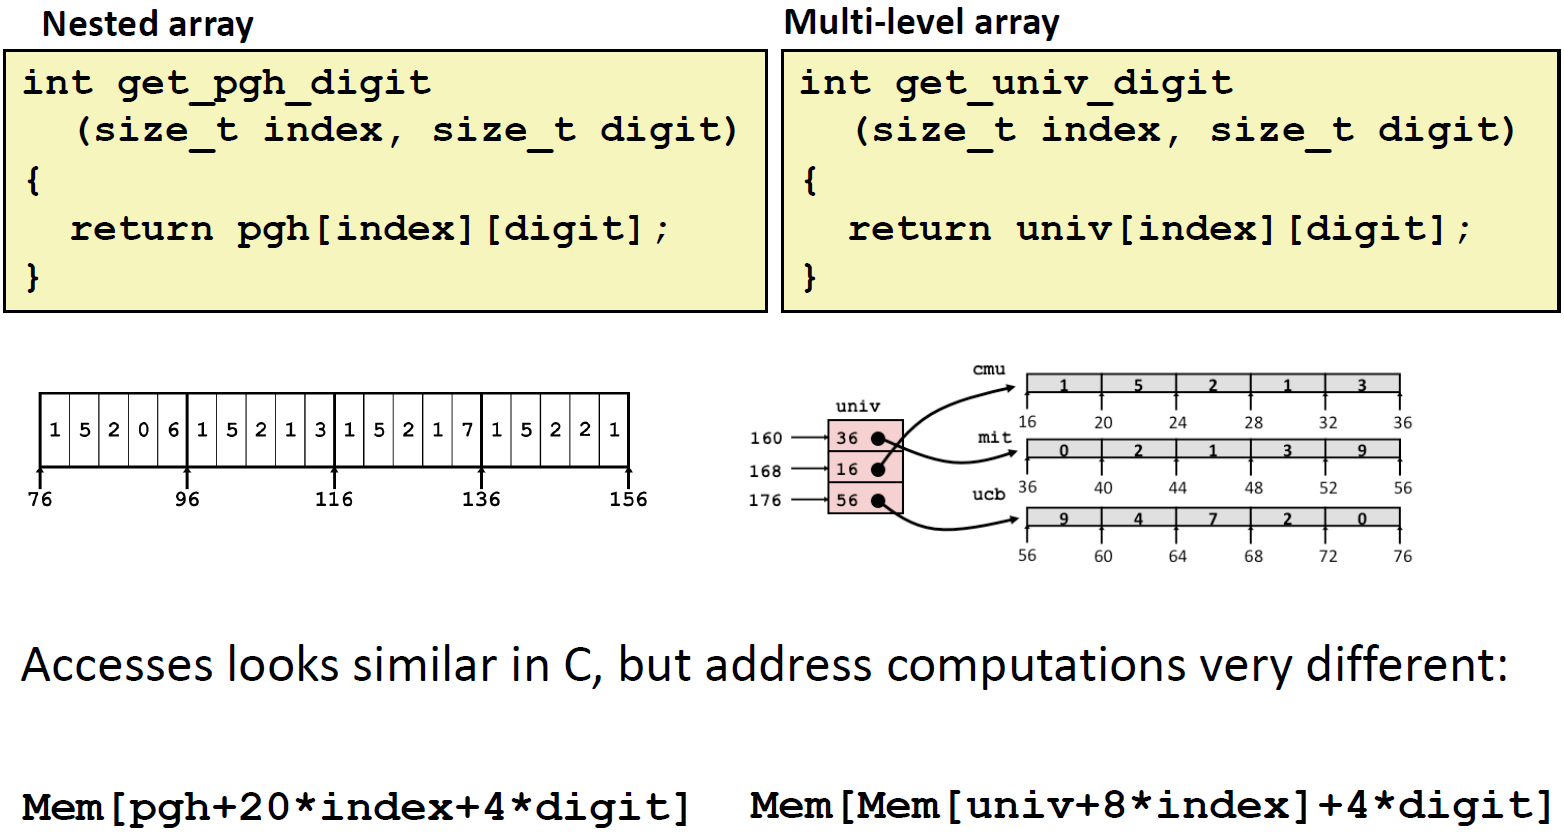 Nested array
int get_pgh_digit
(size_t index, size_t digit)
{
return pgh[index][digit];
}
Multi-level array
int get_univ_digit
(size_t index, size_t digit)
{
return univ[index][digit];
}
1 5 2 0 6 1 5 2 1 3 1 5 2 1 7 1 5 2 2 1
76 96 116 136 156
univ
160 36
168 16
176 56
cmu
1 5 2 1 3
16 20 24 28 32 36
mit
0 2 1 3 9
36 40 44 48 52 56
ucb
9 4 7 2 0
56 60 64 68 72 76
Accesses looks similar in C, but address computations very different:
Mem[pgh+20*index+4*digit]
Mem[Mem[univ+8*index]+4*digit]